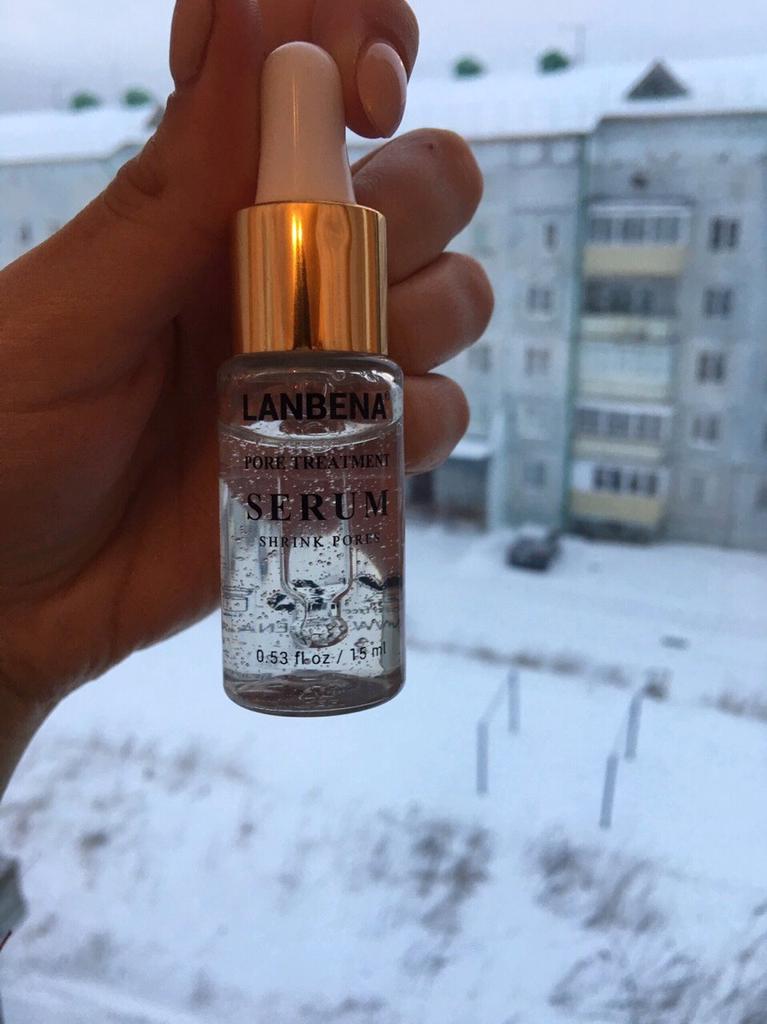 LANBENA
PORE TREATMENT
SERUM
SHRINK PORES
0.53 fl.oz / 15 ml